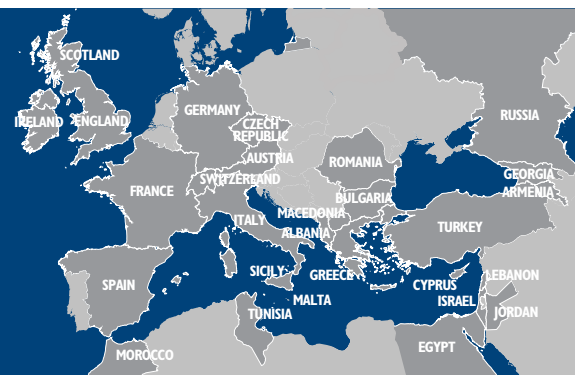 SCOTLAND
IRELAND
ENGLAND
GERMANY
CZECH
REPUBLIC
AUSTRIA
SWITZERLAND
FRANCE
ROMANIA
RUSSIA
GEORGIA
ARMENIA
BULGARIA
MACEDONIA
ITALY
ALBANIA
TURKEY
SPAIN
SICILY
GREECE
CYPRUS
LEBANON
MALTA
ISRAEL
TUNISIA
JORDAN
EGYPT
MOROCCO